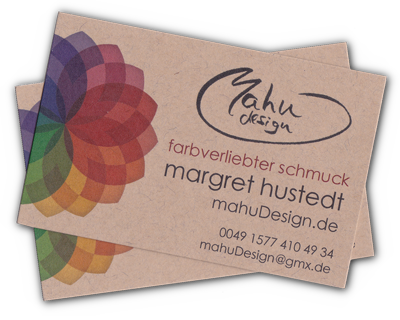 Mahu
design
farbverliebter schmuck
margret hustedt
mahuDesign.de
0049 1577 410 49 34
mahuDesign@gmx.de